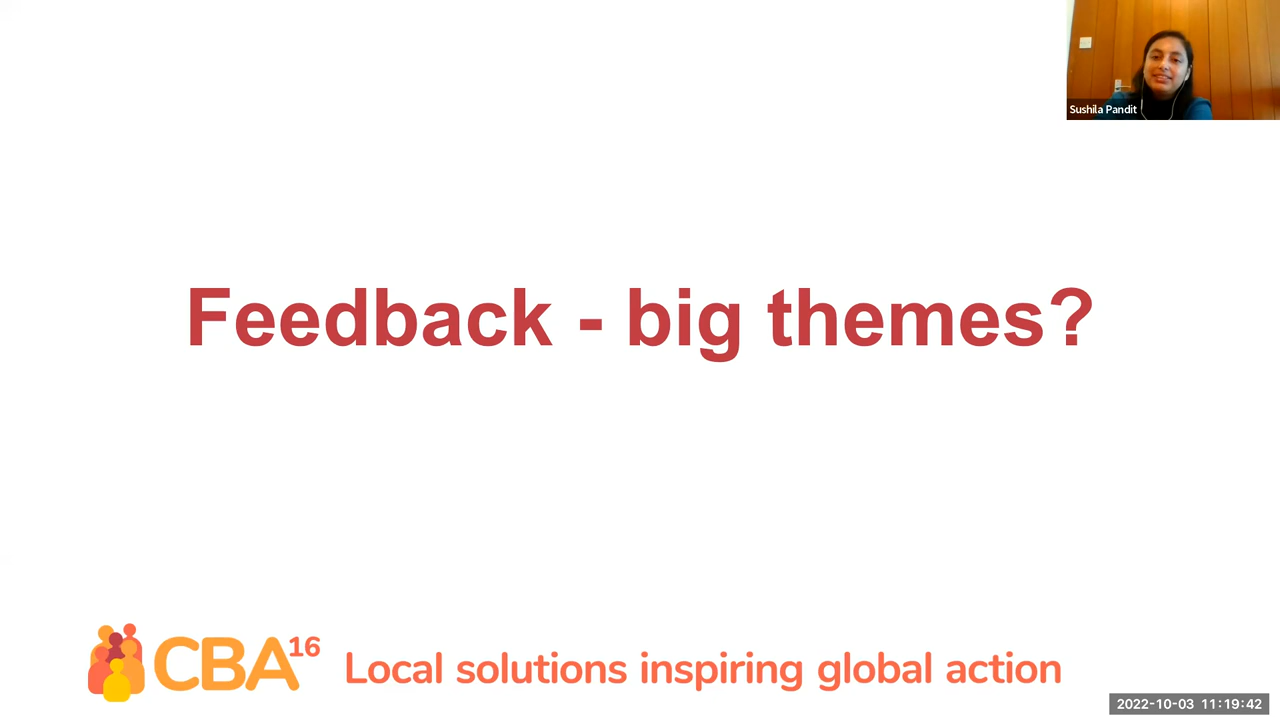 Sushila Pandit
Feedback - big themes?
CBA16 Local solutions inspiring global action
2022-10-03 11:19:42